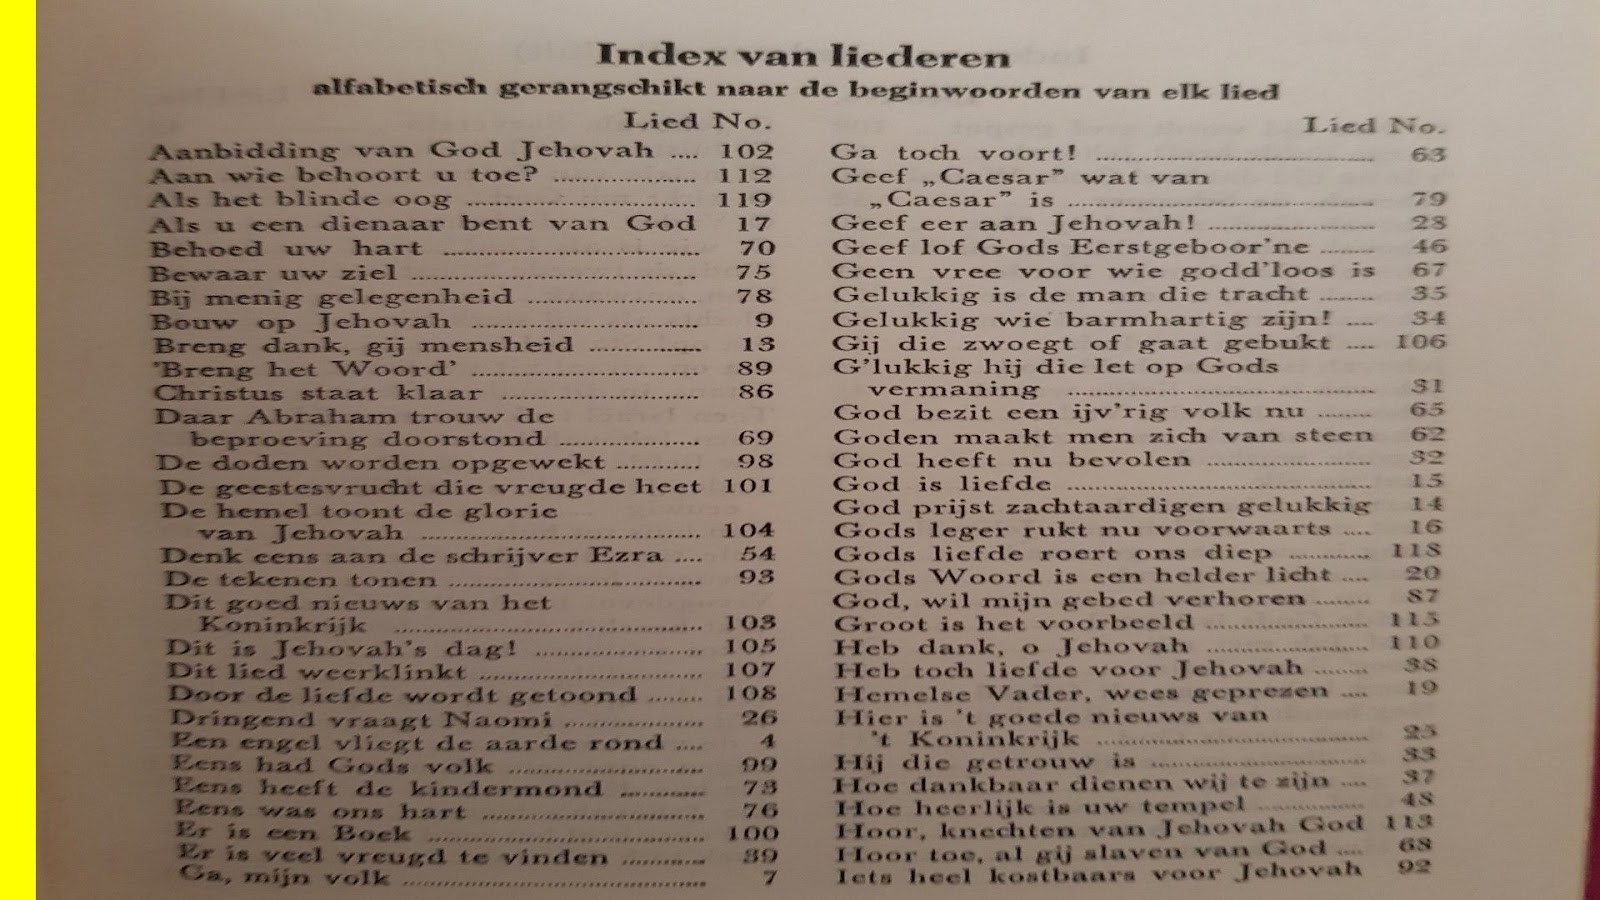 Index van liederen
alfabetisch gerangschikt naar de beginwoorden van elk lied
Lied No.
Aanbidding van God Jehovah .... 102
Aan wie behoort u toe? .................... 112
Als het blinde oog ................................ 119
Als u een dienaar bent van God 17
Behoed uw hart .................................... 70
Bewaar uw ziel ........................................ 75
Bij menig gelegenheid ........................ 78
Bouw op Jehovah ................................ 9
Breng dank, gij mensheid ................ 13
'Breng het Woord' ................................ 89
Christus staat klaar ............................ 86
Daar Abraham trouw de
beproeving doorstond .................... 69
De doden worden opgewekt ............ 98
De geestesvrucht die vreugde heet 101
De hemel toont de glorie
van Jehovah ........................................ 104
Denk eens aan de schrijver Ezra .... 54
De tekenen tonen .................................... 93
Dit goed nieuws van het
Koninkrijk ............................................ 103
Dit is Jehovah's dag! ........................ 105
Dit lied weerklinkt ................................ 107
Door de liefde wordt getoond ........ 108
Dringend vraagt Naomi .................... 26
Een engel vliegt de aarde rond .... 4
Eens had Gods volk ............................ 99
Eens heeft de kindermond ............ 73
Eens was ons hart ................................ 76
Er is een Boek ........................................ 100
Er is veel vreugd te vinden ............ 39
Ga, mijn volk ............................................ 7
Lied No.
Ga toch voort! ........................................ 63
Geef „Caesar” wat van
„Caesar” is ............................................ 79
Geef eer aan Jehovah! ........................ 28
Geef lof Gods Eerstgeboor'ne ........ 46
Geen vree voor wie godd'loos is 67
Gelukkig is de man die tracht ........ 35
Gelukkig wie barmhartig zijn! .... 34
Gij die zwoegt of gaat gebukt .... 106
G'lukkig hij die let op Gods
vermaning ............................................ 31
God bezit een ijv'rig volk nu ........ 65
Goden maakt men zich van steen 62
God heeft nu bevolen ........................ 32
God is liefde ............................................ 15
God prijst zachtaardigen gelukkig 14
Gods leger rukt nu voorwaarts .... 16
Gods liefde roert ons diep ............ 118
Gods Woord is een helder licht .... 20
God, wil mijn gebed verhoren ........ 87
Groot is het voorbeeld ........................ 115
Heb dank, o Jehovah ........................ 110
Heb toch liefde voor Jehovah ........ 38
Hemelse Vader, wees geprezen .... 19
Hier is 't goede nieuws van
't Koninkrijk ........................................ 25
Hij die getrouw is ................................ 33
Hoe dankbaar dienen wij te zijn .... 37
Hoe heerlijk is uw tempel ................ 48
Hoor, knechten van Jehovah God 113
Hoor toe, al gij slaven van God .... 68
Iets heel kostbaars voor Jehovah 92